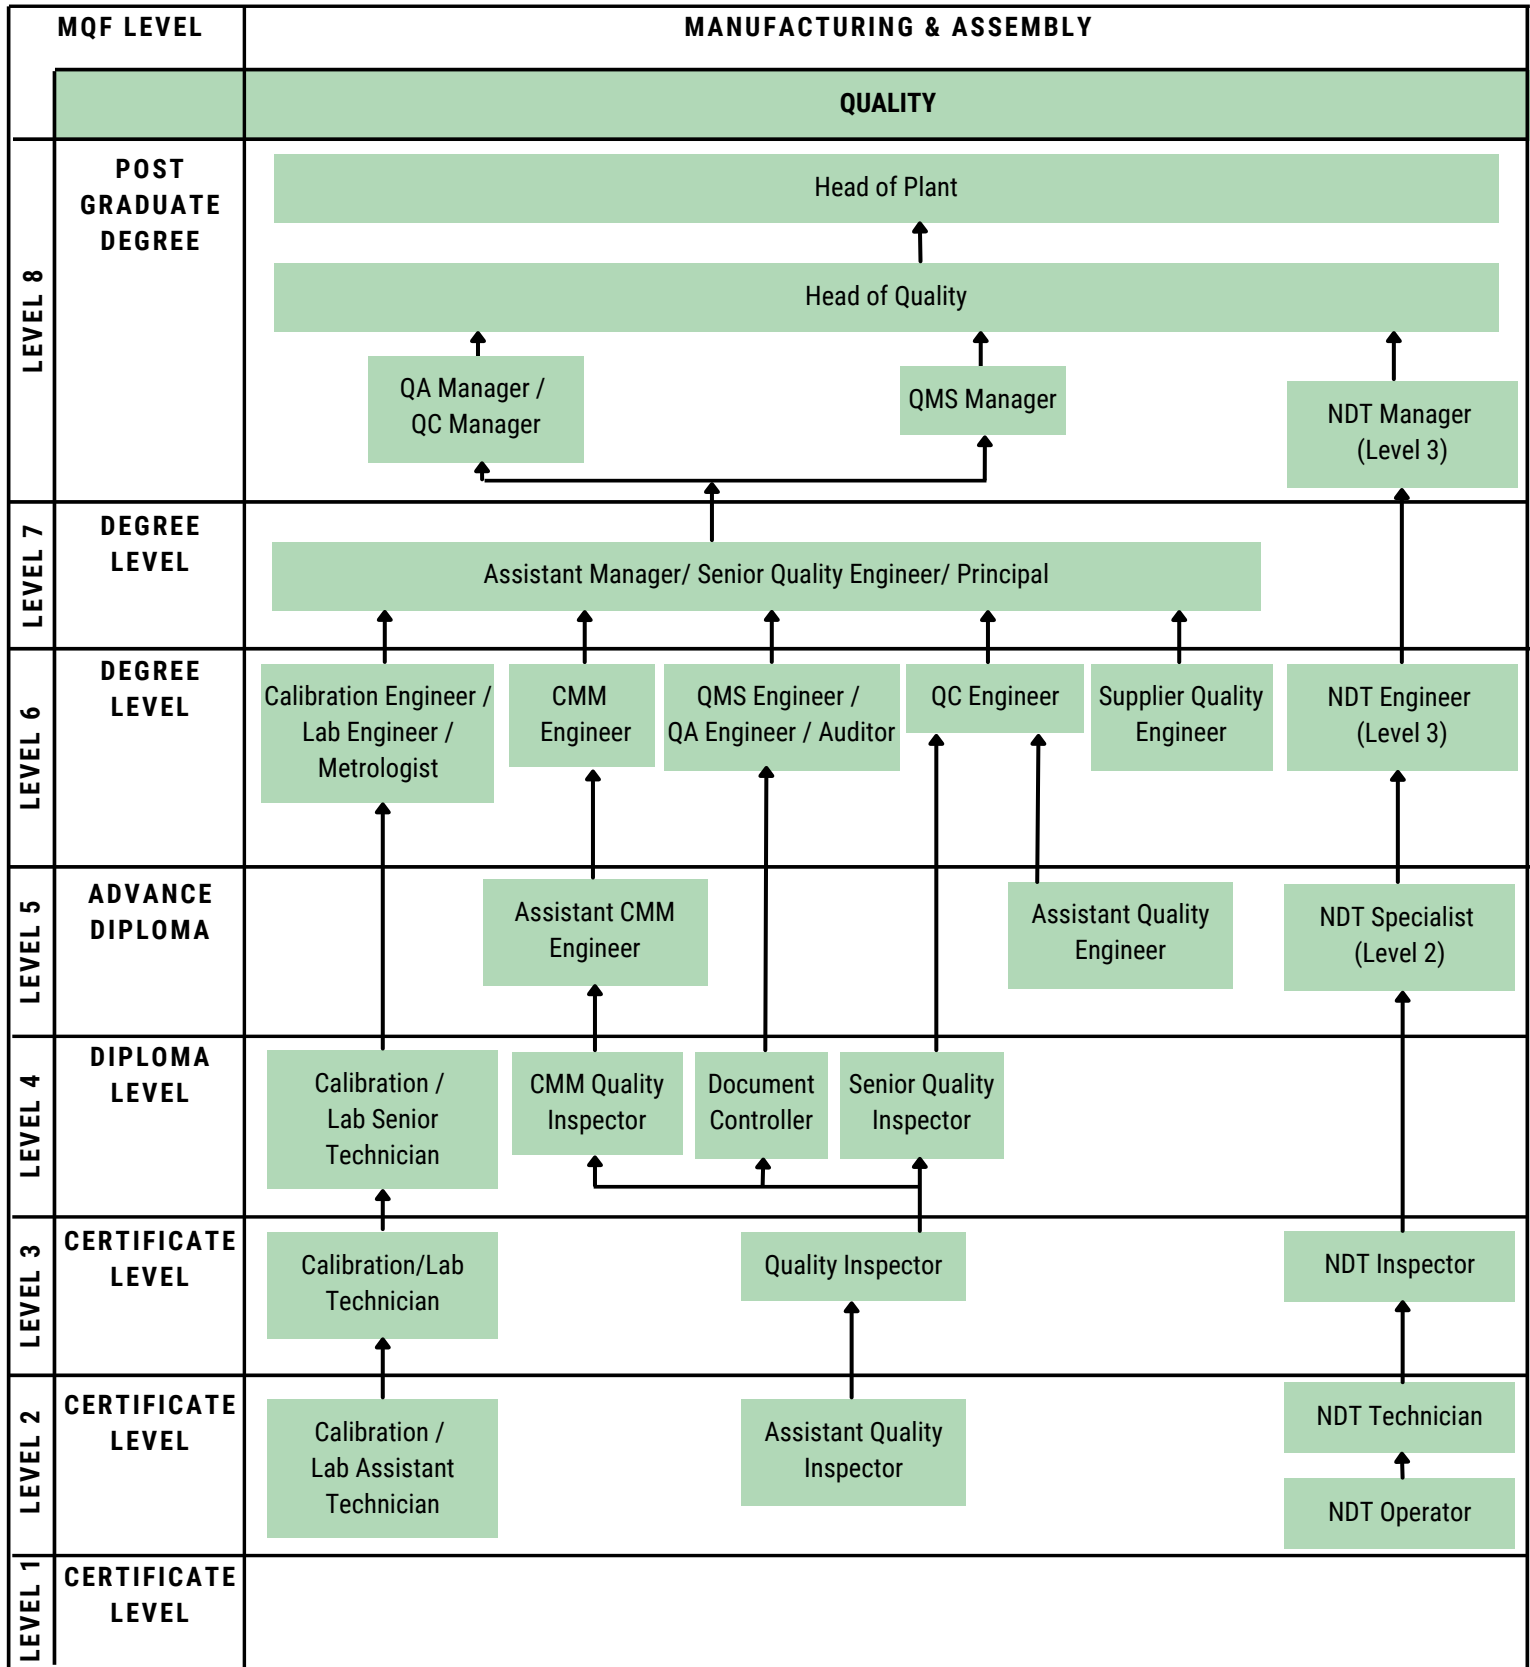 MQF LEVEL
MANUFACTURING & ASSEMBLY
QUALITY
LEVEL 8
POST
GRADUATE
DEGREE
Head of Plant
Head of Quality
QA Manager /
QC Manager
QMS Manager
NDT Manager
(Level 3)
LEVEL 7
DEGREE
LEVEL
Assistant Manager/ Senior Quality Engineer/ Principal
LEVEL 6
DEGREE
LEVEL
Calibration Engineer /
Lab Engineer /
Metrologist
CMM
Engineer
QMS Engineer /
QA Engineer / Auditor
QC Engineer
Supplier Quality
Engineer
NDT Engineer
(Level 3)
LEVEL 5
ADVANCE
DIPLOMA
Assistant CMM
Engineer
Assistant Quality
Engineer
NDT Specialist
(Level 2)
LEVEL 4
DIPLOMA
LEVEL
Calibration /
Lab Senior
Technician
CMM Quality
Inspector
Document
Controller
Senior Quality
Inspector
LEVEL 3
CERTIFICATE
LEVEL
Calibration/Lab
Technician
Quality Inspector
NDT Inspector
LEVEL 2
CERTIFICATE
LEVEL
Calibration /
Lab Assistant
Technician
Assistant Quality
Inspector
NDT Technician
NDT Operator
LEVEL 1
CERTIFICATE
LEVEL